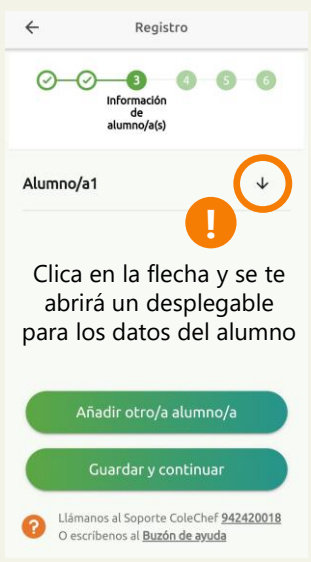 Registro
3 4 5 6
Información
de
alumno/a(s)
Alumno/a1
!
Clica en la flecha y se te
abrirá un desplegable
para los datos del alumno
Añadir otro/a alumno/a
Guardar y continuar
? Llámanos al Soporte ColeChef 942420018
O escríbenos al Buzón de ayuda